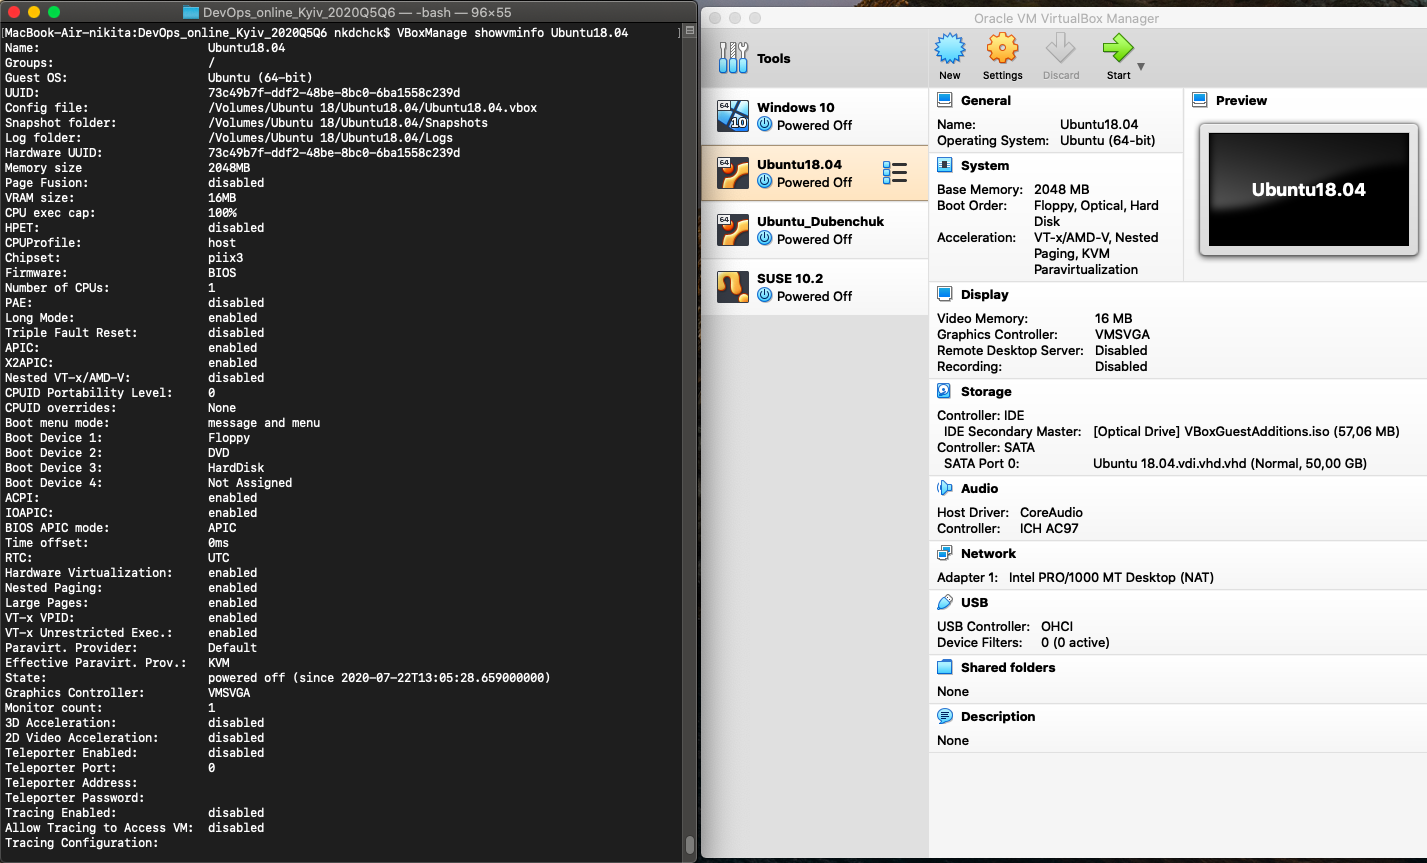 DevOps_online_Kyiv_2020Q5Q6 — -bash — 96×55
[MacBook-Air-nikita:DevOps_online_Kyiv_2020Q5Q6 nkdchck$ VBoxManage showvminfo Ubuntu18.04 ]
Name: Ubuntu18.04
Groups: /
Guest OS: Ubuntu (64-bit)
UUID: 73c49b7f-ddf2-48be-8bc0-6ba1558c239d
Config file: /Volumes/Ubuntu 18/Ubuntu18.04/Ubuntu18.04.vbox
Snapshot folder: /Volumes/Ubuntu 18/Ubuntu18.04/Snapshots
Log folder: /Volumes/Ubuntu 18/Ubuntu18.04/Logs
Hardware UUID: 73c49b7f-ddf2-48be-8bc0-6ba1558c239d
Memory size 2048MB
Page Fusion: disabled
VRAM size: 16MB
CPU exec cap: 100%
HPET: disabled
CPUProfile: host
Chipset: piix3
Firmware: BIOS
Number of CPUs: 1
PAE: disabled
Long Mode: enabled
Triple Fault Reset: disabled
APIC: enabled
X2APIC: enabled
Nested VT-x/AMD-V: disabled
CPUID Portability Level: 0
CPUID overrides: None
Boot menu mode: message and menu
Boot Device 1: Floppy
Boot Device 2: DVD
Boot Device 3: HardDisk
Boot Device 4: Not Assigned
ACPI: enabled
IOAPIC: enabled
BIOS APIC mode: APIC
Time offset: 0ms
RTC: UTC
Hardware Virtualization: enabled
Nested Paging: enabled
Large Pages: enabled
VT-x VPID: enabled
VT-x Unrestricted Exec.: enabled
Paravirt. Provider: Default
Effective Paravirt. Prov.: KVM
State: powered off (since 2020-07-22T13:05:28.659000000)
Graphics Controller: VMSVGA
Monitor count: 1
3D Acceleration: disabled
2D Video Acceleration: disabled
Teleporter Enabled: disabled
Teleporter Port: 0
Teleporter Address:
Teleporter Password:
Tracing Enabled: disabled
Allow Tracing to Access VM: disabled
Tracing Configuration:
Oracle VM VirtualBox Manager
Tools
New Settings Discard Start
64 10 Windows 10
Powered Off
64 Ubuntu18.04
Powered Off
64 Ubuntu_Dubenchuk
Powered Off
SUSE 10.2
Powered Off
General
Name: Ubuntu18.04
Operating System: Ubuntu (64-bit)
System
Base Memory: 2048 MB
Boot Order: Floppy, Optical, Hard
Disk
Acceleration: VT-x/AMD-V, Nested
Paging, KVM
Paravirtualization
Preview
Ubuntu18.04
Display
Video Memory: 16 MB
Graphics Controller: VMSVGA
Remote Desktop Server: Disabled
Recording: Disabled
Storage
Controller: IDE
IDE Secondary Master: [Optical Drive] VBoxGuestAdditions.iso (57,06 MB)
Controller: SATA
SATA Port 0: Ubuntu 18.04.vdi.vhd.vhd (Normal, 50,00 GB)
Audio
Host Driver: CoreAudio
Controller: ICH AC97
Network
Adapter 1: Intel PRO/1000 MT Desktop (NAT)
USB
USB Controller: OHCI
Device Filters: 0 (0 active)
Shared folders
None
Description
None